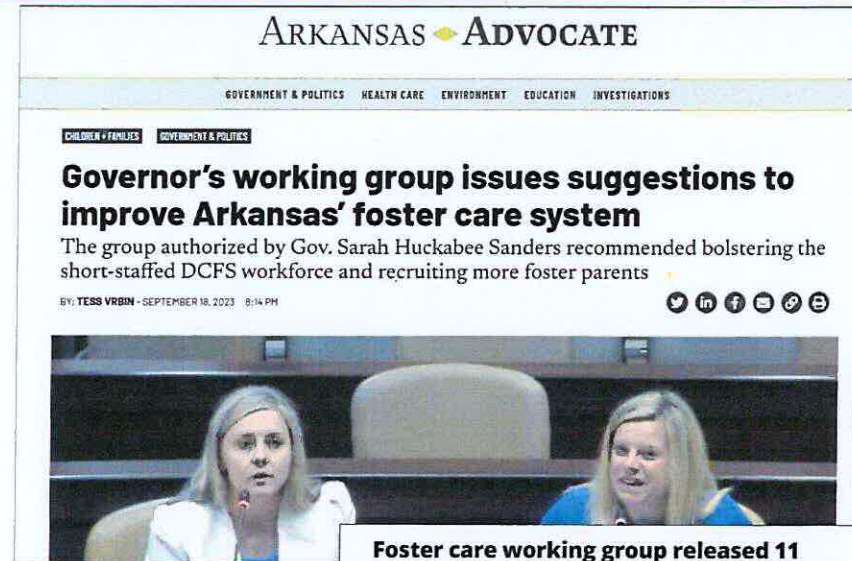 ARKANSAS ADVOCATE
GOVERNMENT & POLITICS HEALTH CARE ENVIRONMENT EDUCATION INVESTIGATIONS
CHILDREN + FAMILIES GOVERNMENT & POLITICS
Governor's working group issues suggestions to
improve Arkansas' foster care system
The group authorized by Gov. Sarah Huckabee Sanders recommended bolstering the
short-staffed DCFS workforce and recruiting more foster parents
BY: TESS VRBIN - SEPTEMBER 18, 2023 8:14 PM
Foster care working group released 11